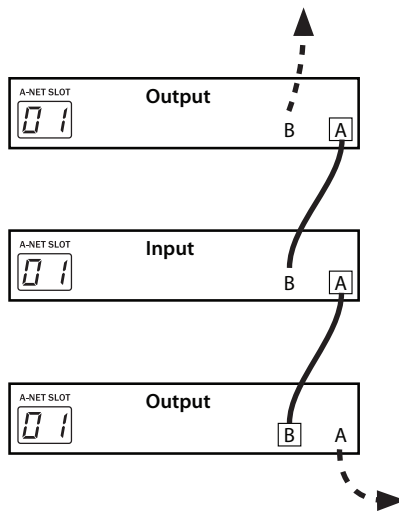 A-NET SLOT
01
Output
B A
A-NET SLOT
01
Input
B A
A-NET SLOT
01
Output
B A